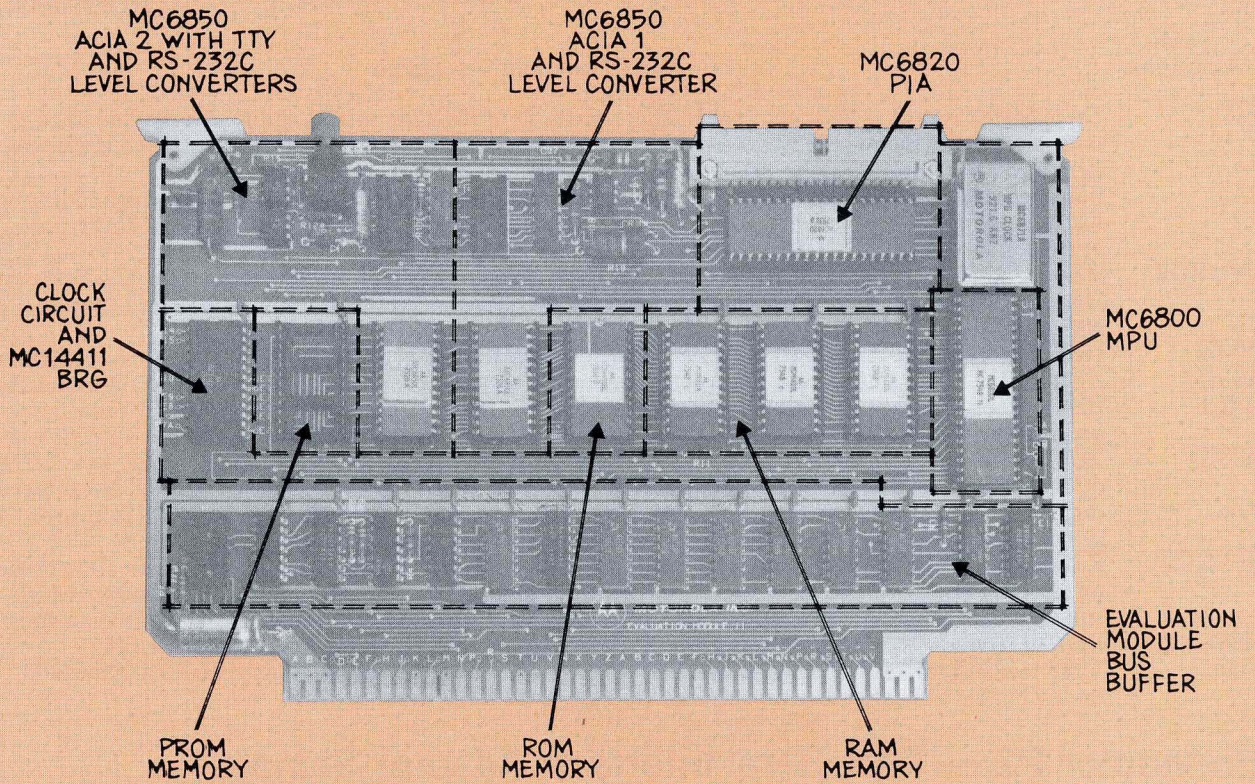 MC6850
ACIA 2 WITH TTY
AND RS-232C
LEVEL CONVERTERS
MC6850
ACIA 1
AND RS-232C
LEVEL CONVERTER
MC6820
PIA
CLOCK
CIRCUIT
AND
MC14411
BRG
MOTOROLA
MC6800
MPU
EVALUATION MODULE II
EVALUATION
MODULE
BUS
BUFFER
PROM
MEMORY
ROM
MEMORY
RAM
MEMORY